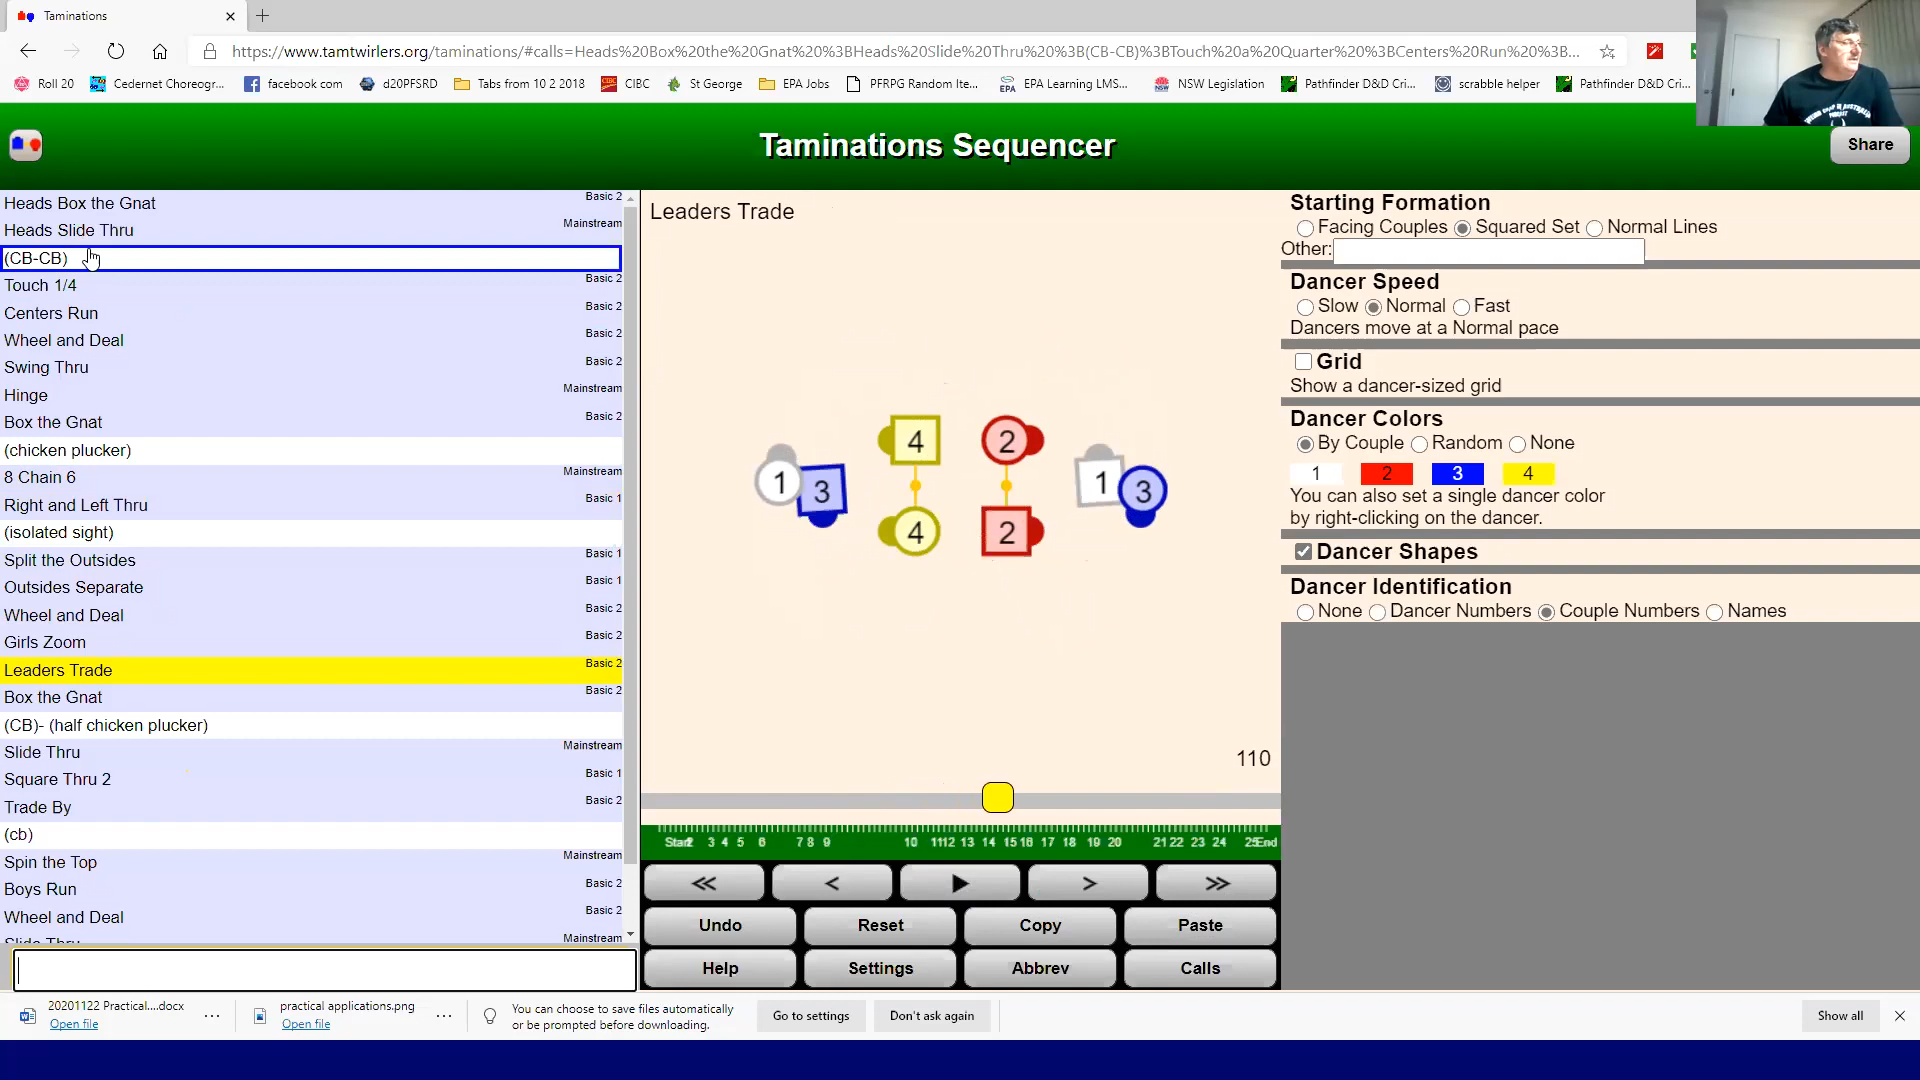 Taminations
https://www.tamtwirlers.org/taminations/#calls=Heads%20Box%20the%20Gnat%20%3BHeads%20Slide%20Thru%20%3B(CB-CB)%3BTouch%20a%20Quarter%20%3BCenters%20Run%20%3B...
Roll 20
Cedernet Choreogr...
facebook com
d20PFSRD
Tabs from 10 2 2018
CIBC
St George
EPA Jobs
PFRPG Random Ite...
EPA Learning LMS...
NSW Legislation
Pathfinder D&D Cri...
scrabble helper
Pathfinder D&D Cri...
Taminations Sequencer
Share
Heads Box the Gnat Basic 2
Heads Slide Thru Mainstream
(CB-CB)
Touch 1/4 Basic 2
Centers Run Basic 2
Wheel and Deal Basic 2
Swing Thru Basic 2
Hinge Mainstream
Box the Gnat Basic 2
(chicken plucker)
8 Chain 6 Mainstream
Right and Left Thru Basic 1
(isolated sight)
Split the Outsides Basic 1
Outsides Separate Basic 1
Wheel and Deal Basic 2
Girls Zoom Basic 2
Leaders Trade Basic 2
Box the Gnat Basic 2
(CB)- (half chicken plucker)
Slide Thru Mainstream
Square Thru 2 Basic 1
Trade By Basic 2
(cb)
Spin the Top Mainstream
Boys Run Basic 2
Wheel and Deal Basic 2
Slide Thru Mainstream
Leaders Trade
4 2
1 3 1 3
4 2
110
Start 2 3 4 5 6 7 8 9 10 11 12 13 14 15 16 17 18 19 20 21 22 23 24 25 End
<< < ▶ > >>
Undo Reset Copy Paste
Help Settings Abbrev Calls
Starting Formation
Facing Couples Squared Set Normal Lines
Other:
Dancer Speed
Slow Normal Fast
Dancers move at a Normal pace
Grid
Show a dancer-sized grid
Dancer Colors
By Couple Random None
1 2 3 4
You can also set a single dancer color
by right-clicking on the dancer.
Dancer Shapes
Dancer Identification
None Dancer Numbers Couple Numbers Names
20201122 Practical....docx
Open file
practical applications.png
Open file
You can choose to save files automatically
or be prompted before downloading.
Go to settings
Don't ask again
Show all